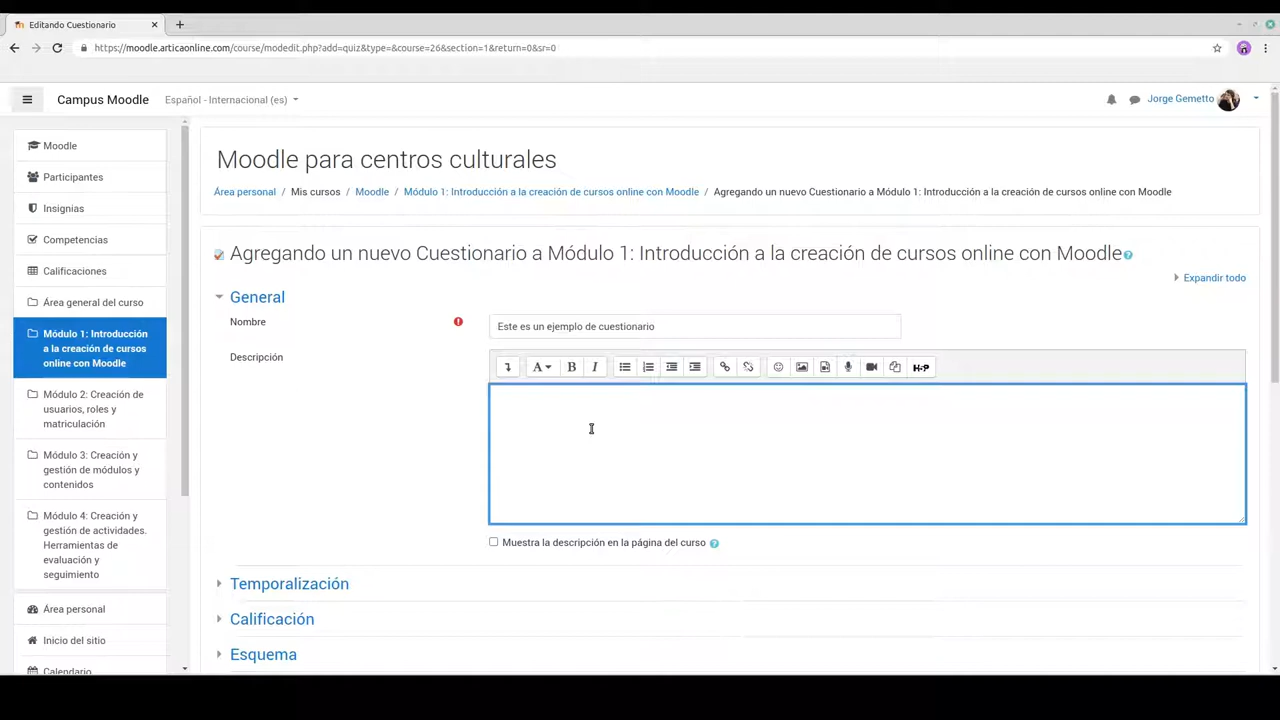 Editando Cuestionario
https://moodle.articaonline.com/course/modedit.php?add=quiz&type=&course=26&section=1&return=0&sr=0
Campus Moodle
Español - Internacional (es)
Jorge Gemetto
Moodle
Participantes
Insignias
Competencias
Calificaciones
Área general del curso
Módulo 1: Introducción
a la creación de cursos
online con Moodle
Módulo 2: Creación de
usuarios, roles y
matriculación
Módulo 3: Creación y
gestión de módulos y
contenidos
Módulo 4: Creación y
gestión de actividades.
Herramientas de
evaluación y
seguimiento
Área personal
Inicio del sitio
Calendario
Moodle para centros culturales
Área personal / Mis cursos / Moodle / Módulo 1: Introducción a la creación de cursos online con Moodle / Agregando un nuevo Cuestionario a Módulo 1: Introducción a la creación de cursos online con Moodle
Agregando un nuevo Cuestionario a Módulo 1: Introducción a la creación de cursos online con Moodle
Expandir todo
General
Nombre
Este es un ejemplo de cuestionario
Descripción
A B I H-P
Muestra la descripción en la página del curso
Temporalización
Calificación
Esquema